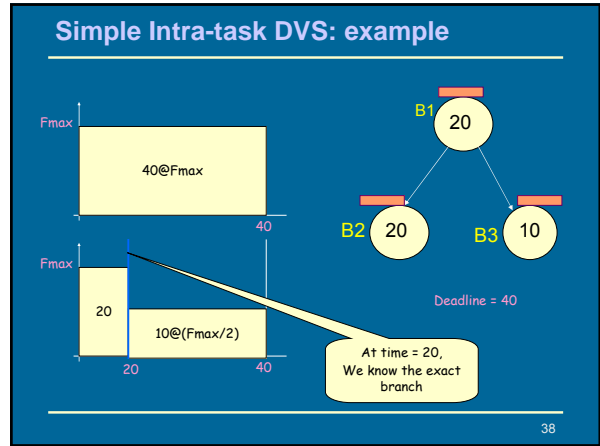 Simple Intra-task DVS: example
Fmax
40@Fmax
40
B1
20
B2
20
B3
10
Fmax
20
10@(Fmax/2)
20
40
Deadline = 40
At time = 20,
We know the exact
branch
38